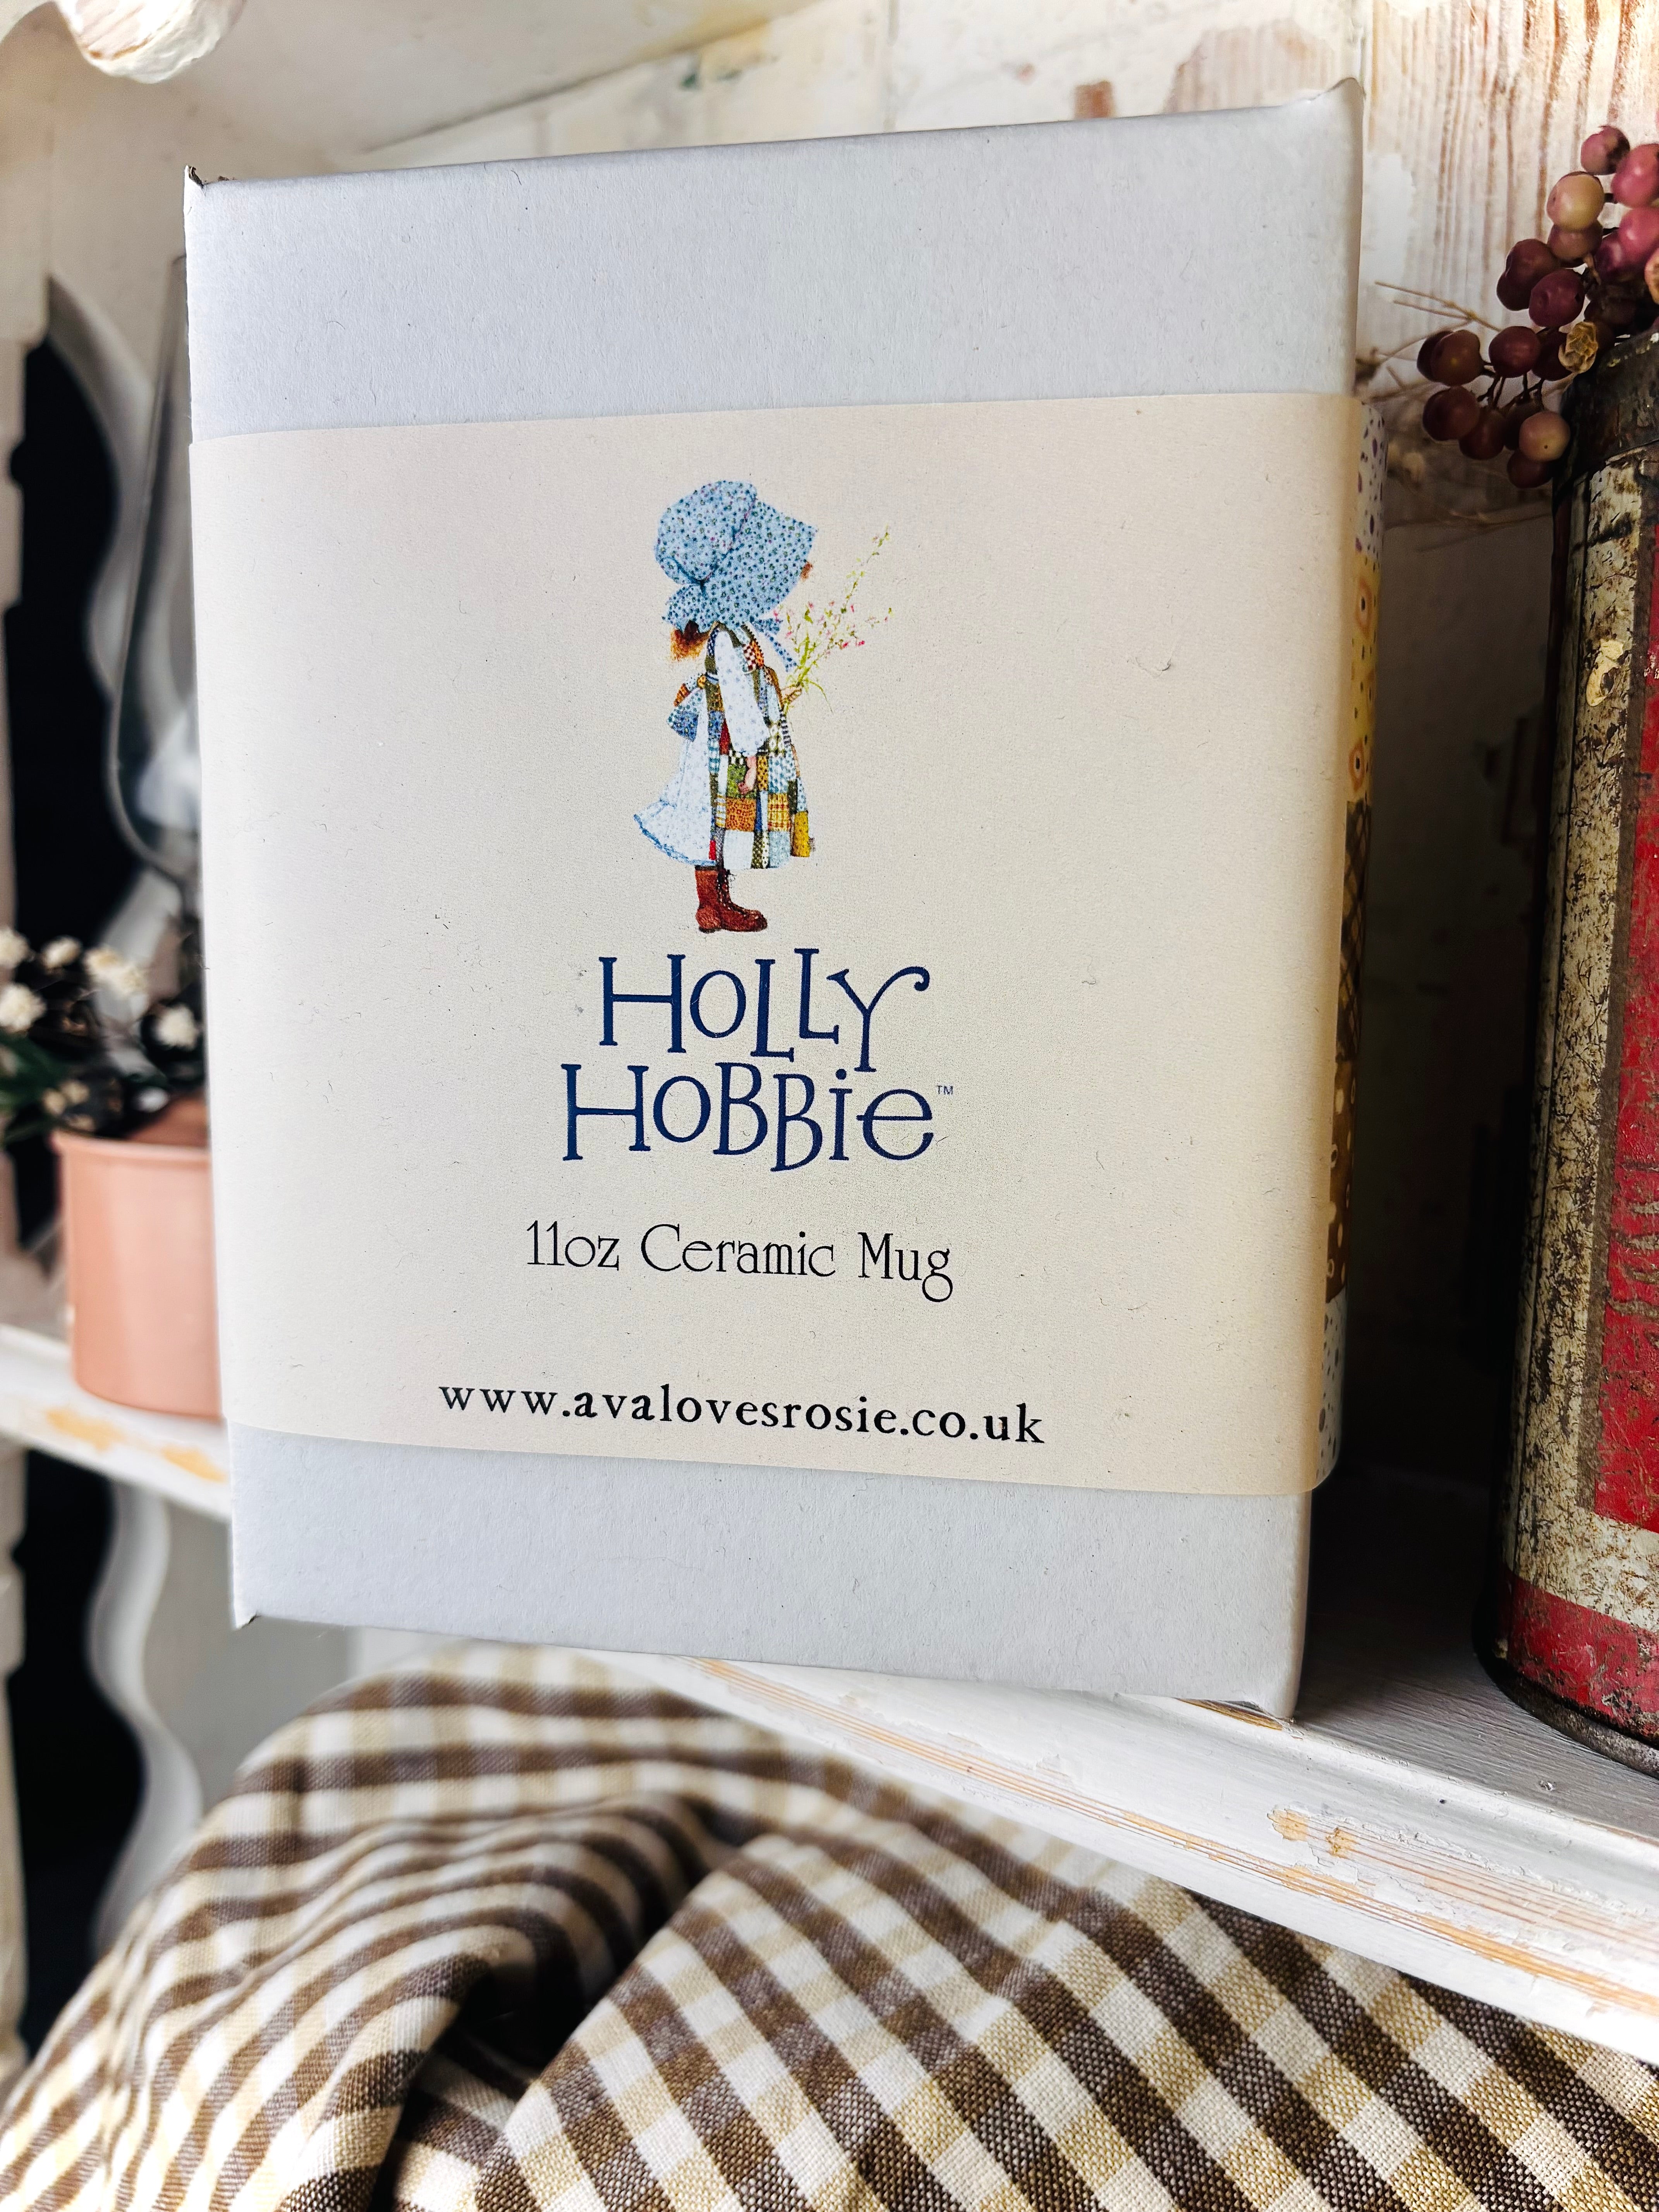 HOLLY
HOBBie™
11oz Ceramic Mug
www.avalovesrosie.co.uk